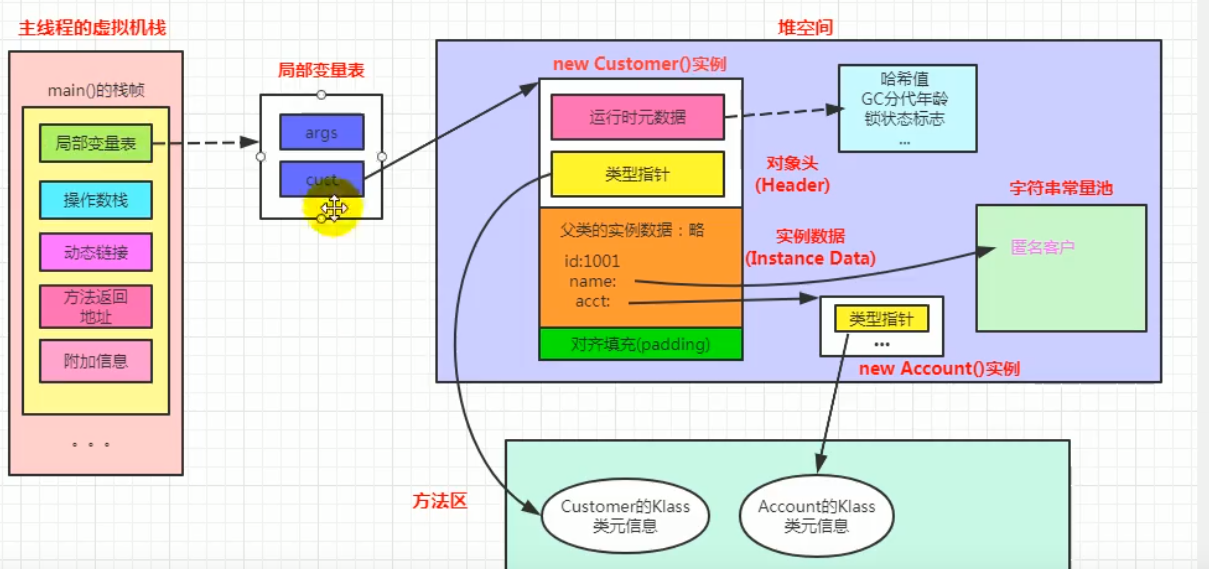 主线程的虚拟机栈
main()的栈帧
局部变量表
操作数栈
动态链接
方法返回
地址
附加信息
。。。
局部变量表
args
cust
堆空间
new Customer()实例
运行时元数据
类型指针
对象头
(Header)
哈希值
GC分代年龄
锁状态标志
...
父类的实例数据：略
id:1001
name:
acct:
实例数据
(Instance Data)
对齐填充(padding)
字符串常量池
匿名客户
类型指针
...
new Account()实例
方法区
Customer的Klass
类元信息
Account的Klass
类元信息